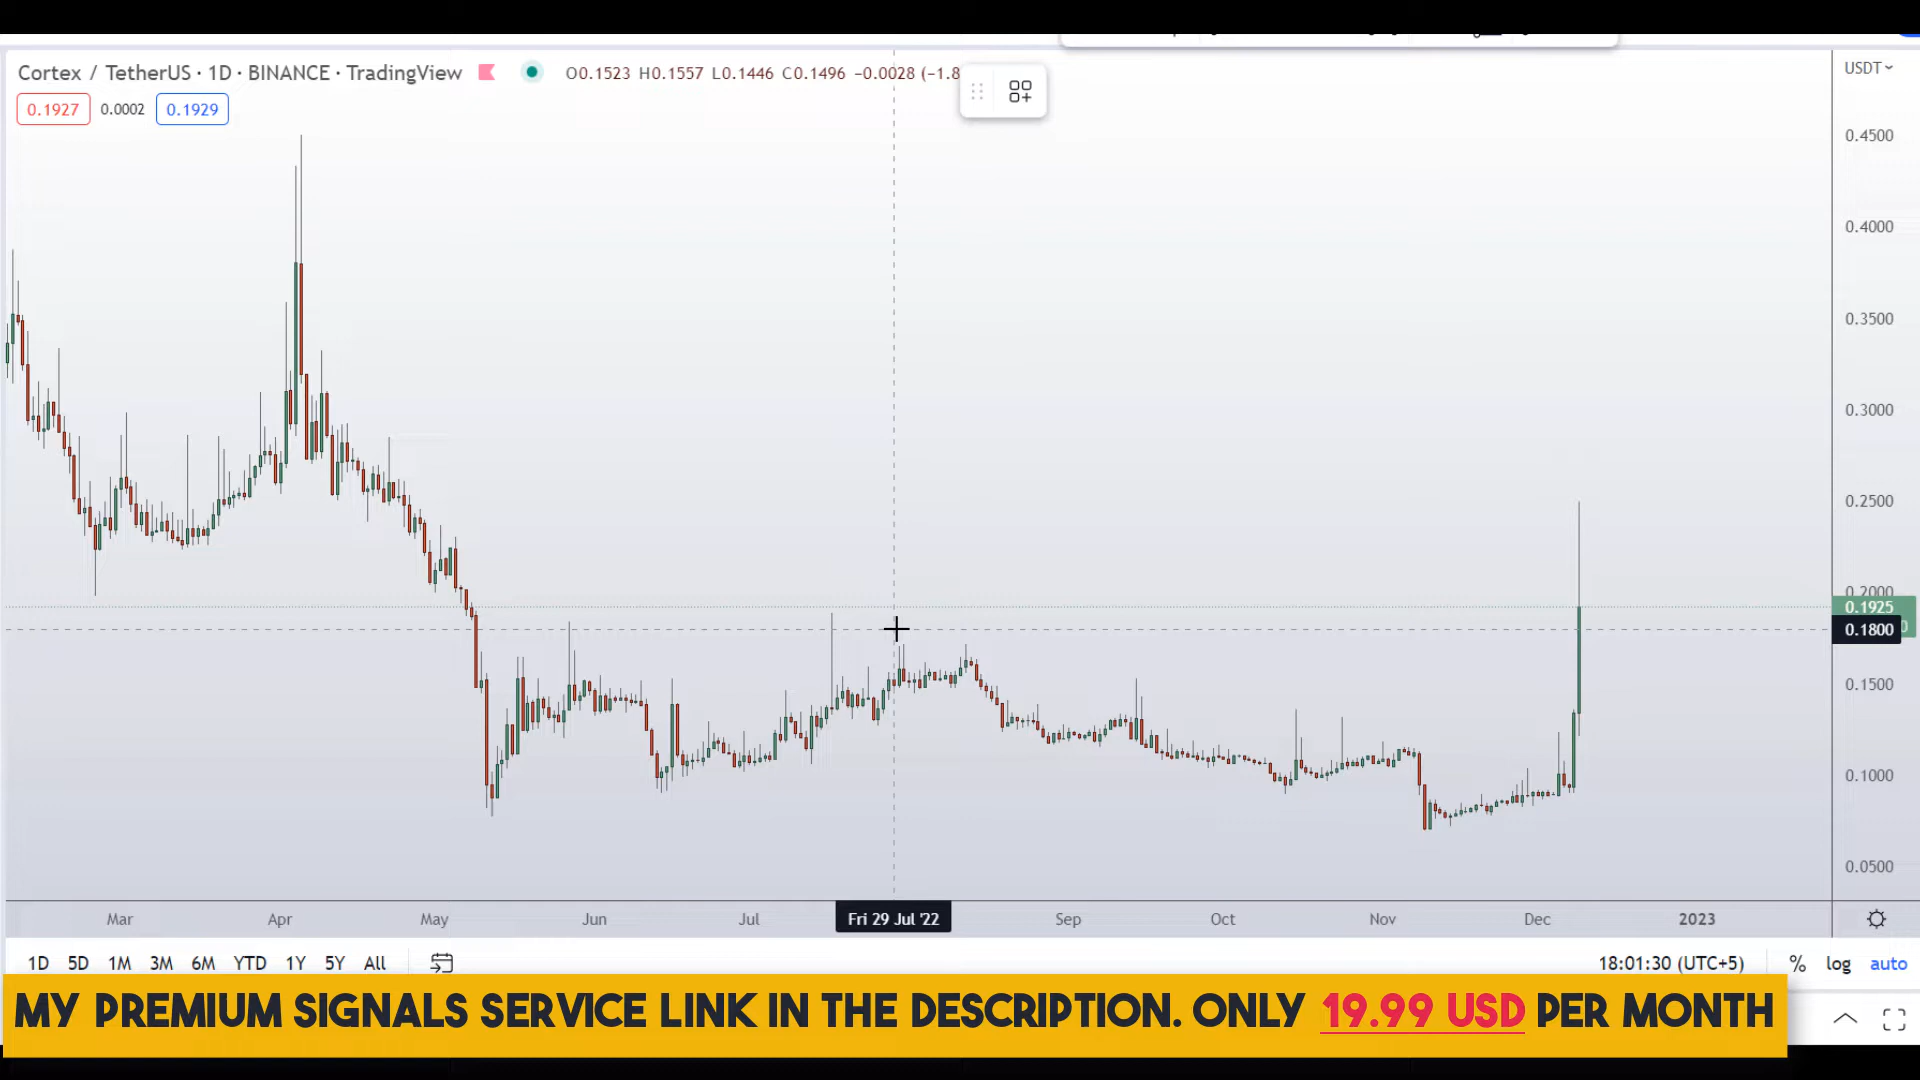 Cortex / TetherUS · 1D · BINANCE · TradingView O0.1523 H0.1557 L0.1446 C0.1496 −0.0028 (−1.8
USDT
0.1927 0.0002 0.1929
0.4500
0.4000
0.3500
0.3000
0.2500
0.2000
0.1925
0.1800
0.1500
0.1000
0.0500
Mar Apr May Jun Jul Fri 29 Jul '22 Sep Oct Nov Dec 2023
1D 5D 1M 3M 6M YTD 1Y 5Y All 18:01:30 (UTC+5) % log auto
MY PREMIUM SIGNALS SERVICE LINK IN THE DESCRIPTION. ONLY 19.99 USD PER MONTH